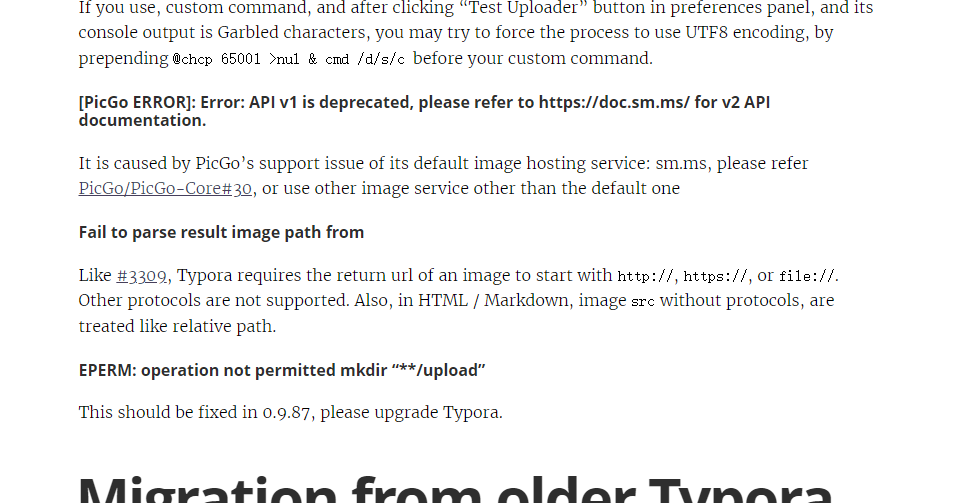 If you use, custom command, and after clicking “Test Uploader” button in preferences panel, and its
console output is Garbled characters, you may try to force the process to use UTF8 encoding, by
prepending @chcp 65001 >nul & cmd /d/s/c before your custom command.
[PicGo ERROR]: Error: API v1 is deprecated, please refer to https://doc.sm.ms/ for v2 API
documentation.
It is caused by PicGo’s support issue of its default image hosting service: sm.ms, please refer
PicGo/PicGo-Core#30, or use other image service other than the default one
Fail to parse result image path from
Like #3309, Typora requires the return url of an image to start with http://, https://, or file://.
Other protocols are not supported. Also, in HTML / Markdown, image src without protocols, are
treated like relative path.
EPERM: operation not permitted mkdir “**/upload”
This should be fixed in 0.9.87, please upgrade Typora.
Migration from older Typora